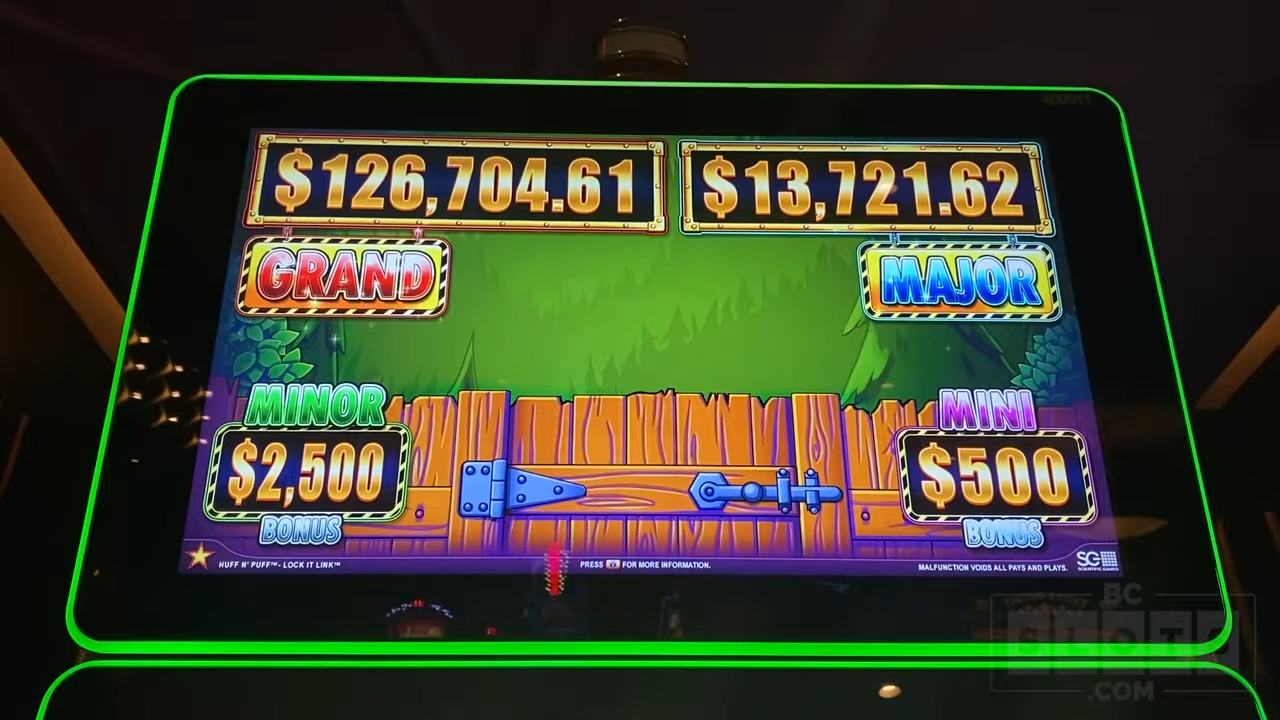 $126,704.61
$13,721.62
GRAND
MAJOR
MINOR
$2,500
BONUS
MINI
$500
BONUS
HUFF N' PUFF™ - LOCK IT LINK™
PRESS FOR MORE INFORMATION.
MALFUNCTION VOIDS ALL PAYS AND PLAYS.
SG
SCIENTIFIC GAMES
BC
SLOTS
.COM